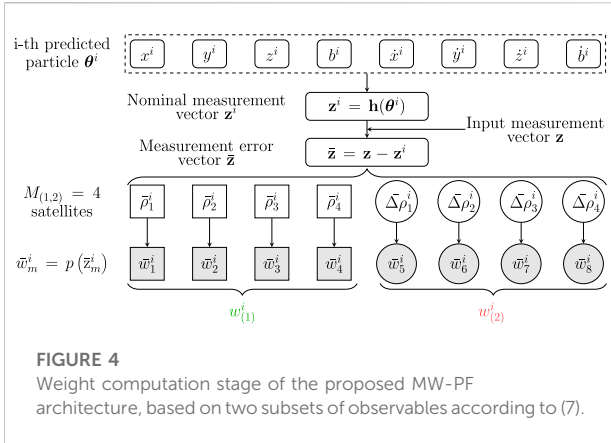 i-th predicted
particle θ^i
x^i y^i z^i b^i ẋ^i ẏ^i ż^i ḃ^i
Nominal measurement
vector z^i
z^i = h(θ^i)
Input measurement
vector z
Measurement error
vector z̄
z̄ = z − z^i
M_(1,2) = 4
satellites
ρ̄^i_1 ρ̄^i_2 ρ̄^i_3 ρ̄^i_4 Δ̄ρ^i_1 Δ̄ρ^i_2 Δ̄ρ^i_3 Δ̄ρ^i_4
w̄^i_m = p(z̄^i_m)
w̄^i_1 w̄^i_2 w̄^i_3 w̄^i_4 w̄^i_5 w̄^i_6 w̄^i_7 w̄^i_8
w^i_(1) w^i_(2)
FIGURE 4
Weight computation stage of the proposed MW-PF
architecture, based on two subsets of observables according to (7).